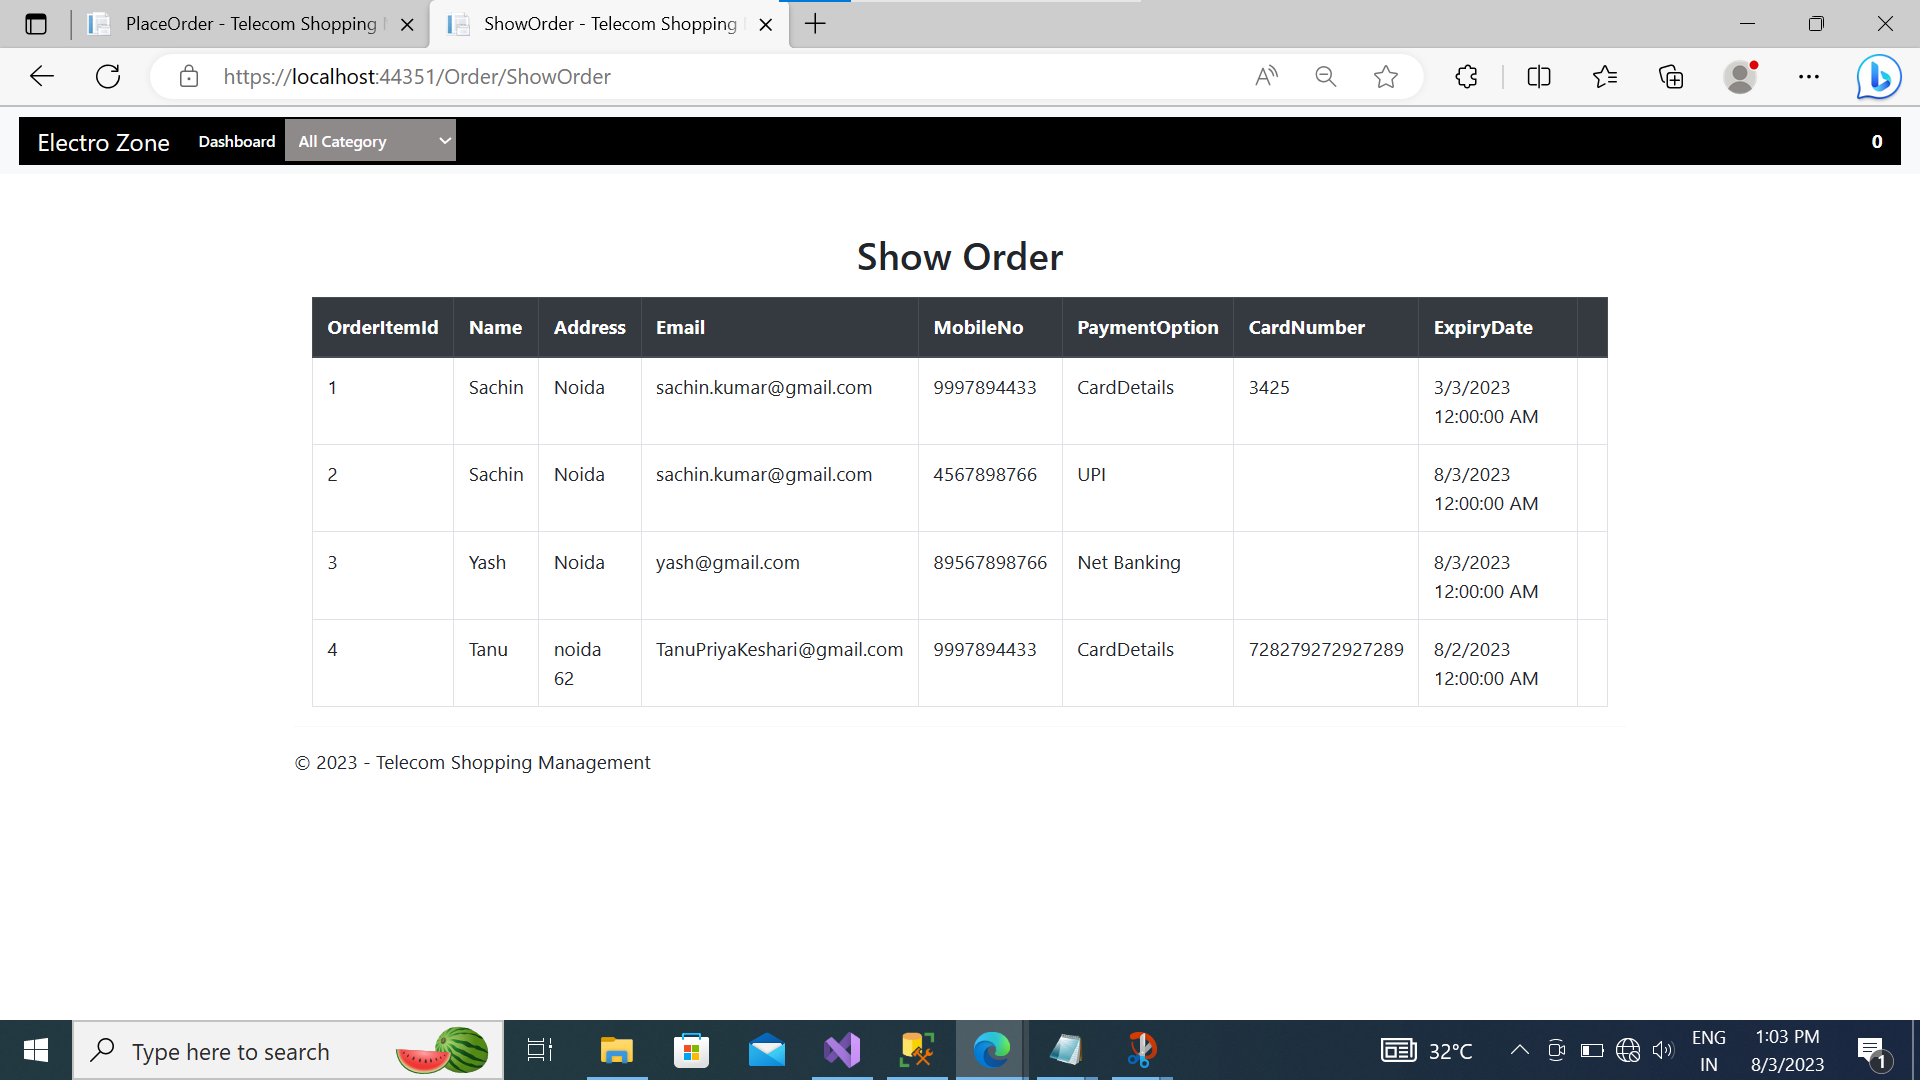 PlaceOrder - Telecom Shopping
ShowOrder - Telecom Shopping
https://localhost:44351/Order/ShowOrder
Electro Zone Dashboard All Category 0
Show Order
OrderItemId Name Address Email MobileNo PaymentOption CardNumber ExpiryDate
1 Sachin Noida sachin.kumar@gmail.com 9997894433 CardDetails 3425 3/3/2023
12:00:00 AM
2 Sachin Noida sachin.kumar@gmail.com 4567898766 UPI 8/3/2023
12:00:00 AM
3 Yash Noida yash@gmail.com 89567898766 Net Banking 8/3/2023
12:00:00 AM
4 Tanu noida TanuPriyaKeshari@gmail.com 9997894433 CardDetails 728279272927289 8/2/2023
62 12:00:00 AM
© 2023 - Telecom Shopping Management
Type here to search
32°C
ENG
IN
1:03 PM
8/3/2023
1